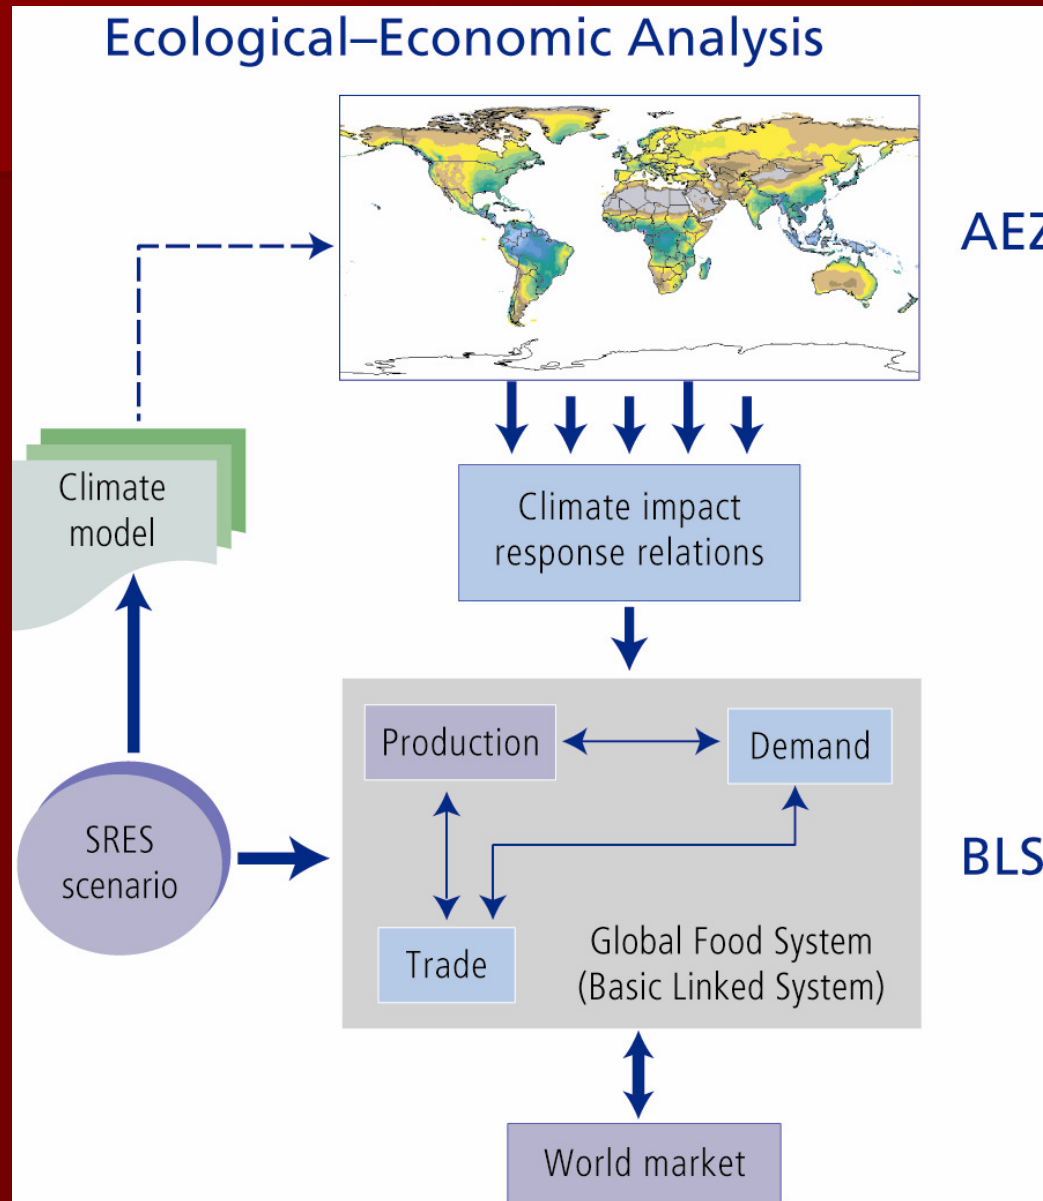 Ecological–Economic Analysis
AEZ
Climate
model
Climate impact
response relations
Production
Demand
SRES
scenario
BLS
Trade
Global Food System
(Basic Linked System)
World market